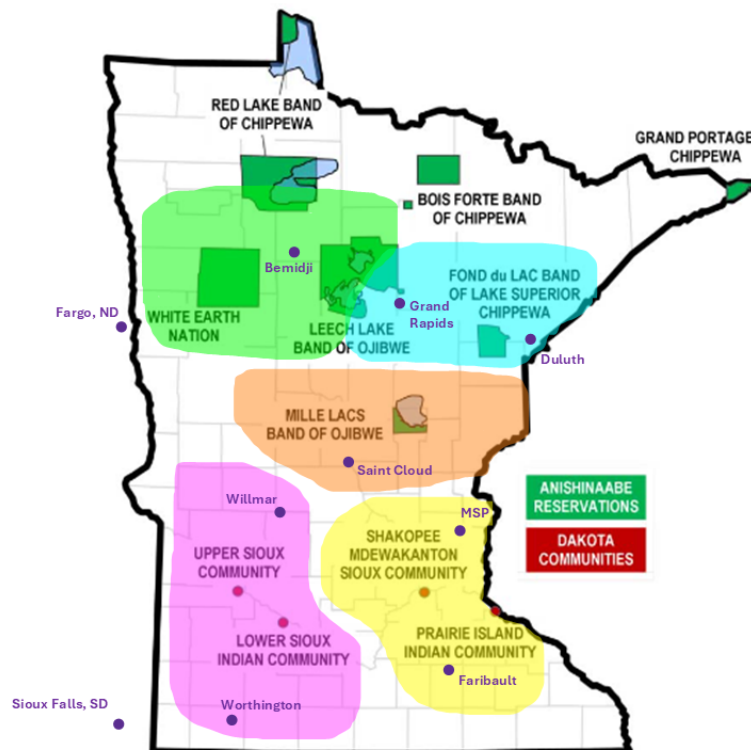 RED LAKE BAND
OF CHIPPEWA
GRAND PORTAGE
CHIPPEWA
BOIS FORTE BAND
OF CHIPPEWA
Bemidji
FOND du LAC BAND
OF LAKE SUPERIOR
CHIPPEWA
Fargo, ND
WHITE EARTH
NATION
Grand
Rapids
LEECH LAKE
BAND OF OJIBWE
Duluth
MILLE LACS
BAND OF OJIBWE
Saint Cloud
ANISHINAABE
RESERVATIONS
Willmar
MSP
DAKOTA
COMMUNITIES
UPPER SIOUX
COMMUNITY
SHAKOPEE
MDEWAKANTON
SIOUX COMMUNITY
LOWER SIOUX
INDIAN COMMUNITY
PRAIRIE ISLAND
INDIAN COMMUNITY
Faribault
Sioux Falls, SD
Worthington